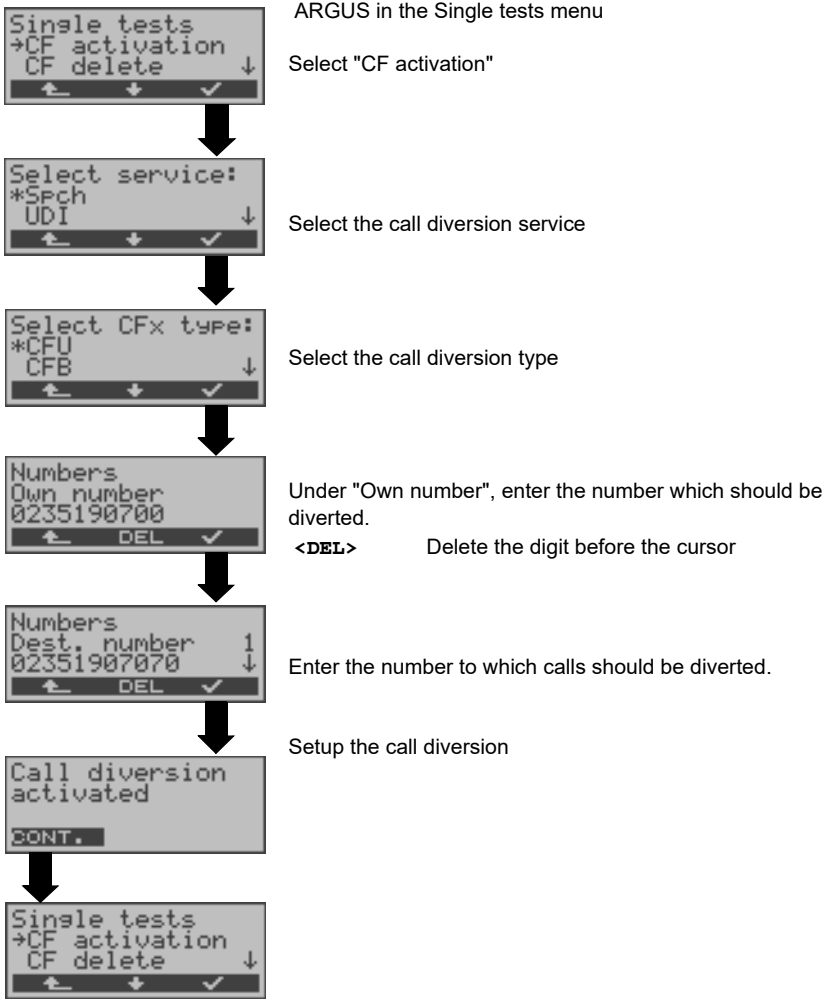 ARGUS in the Single tests menu
Single tests
→CF activation
CF delete ↓
Select "CF activation"
Select service:
*Spch
UDI ↓
Select the call diversion service
Select CFx type:
*CFU
CFB ↓
Select the call diversion type
Numbers
Own number
0235190700
DEL
Under "Own number", enter the number which should be
diverted.
<DEL> Delete the digit before the cursor
Numbers
Dest. number 1
02351907070 ↓
DEL
Enter the number to which calls should be diverted.
Setup the call diversion
Call diversion
activated
CONT.
Single tests
→CF activation
CF delete ↓